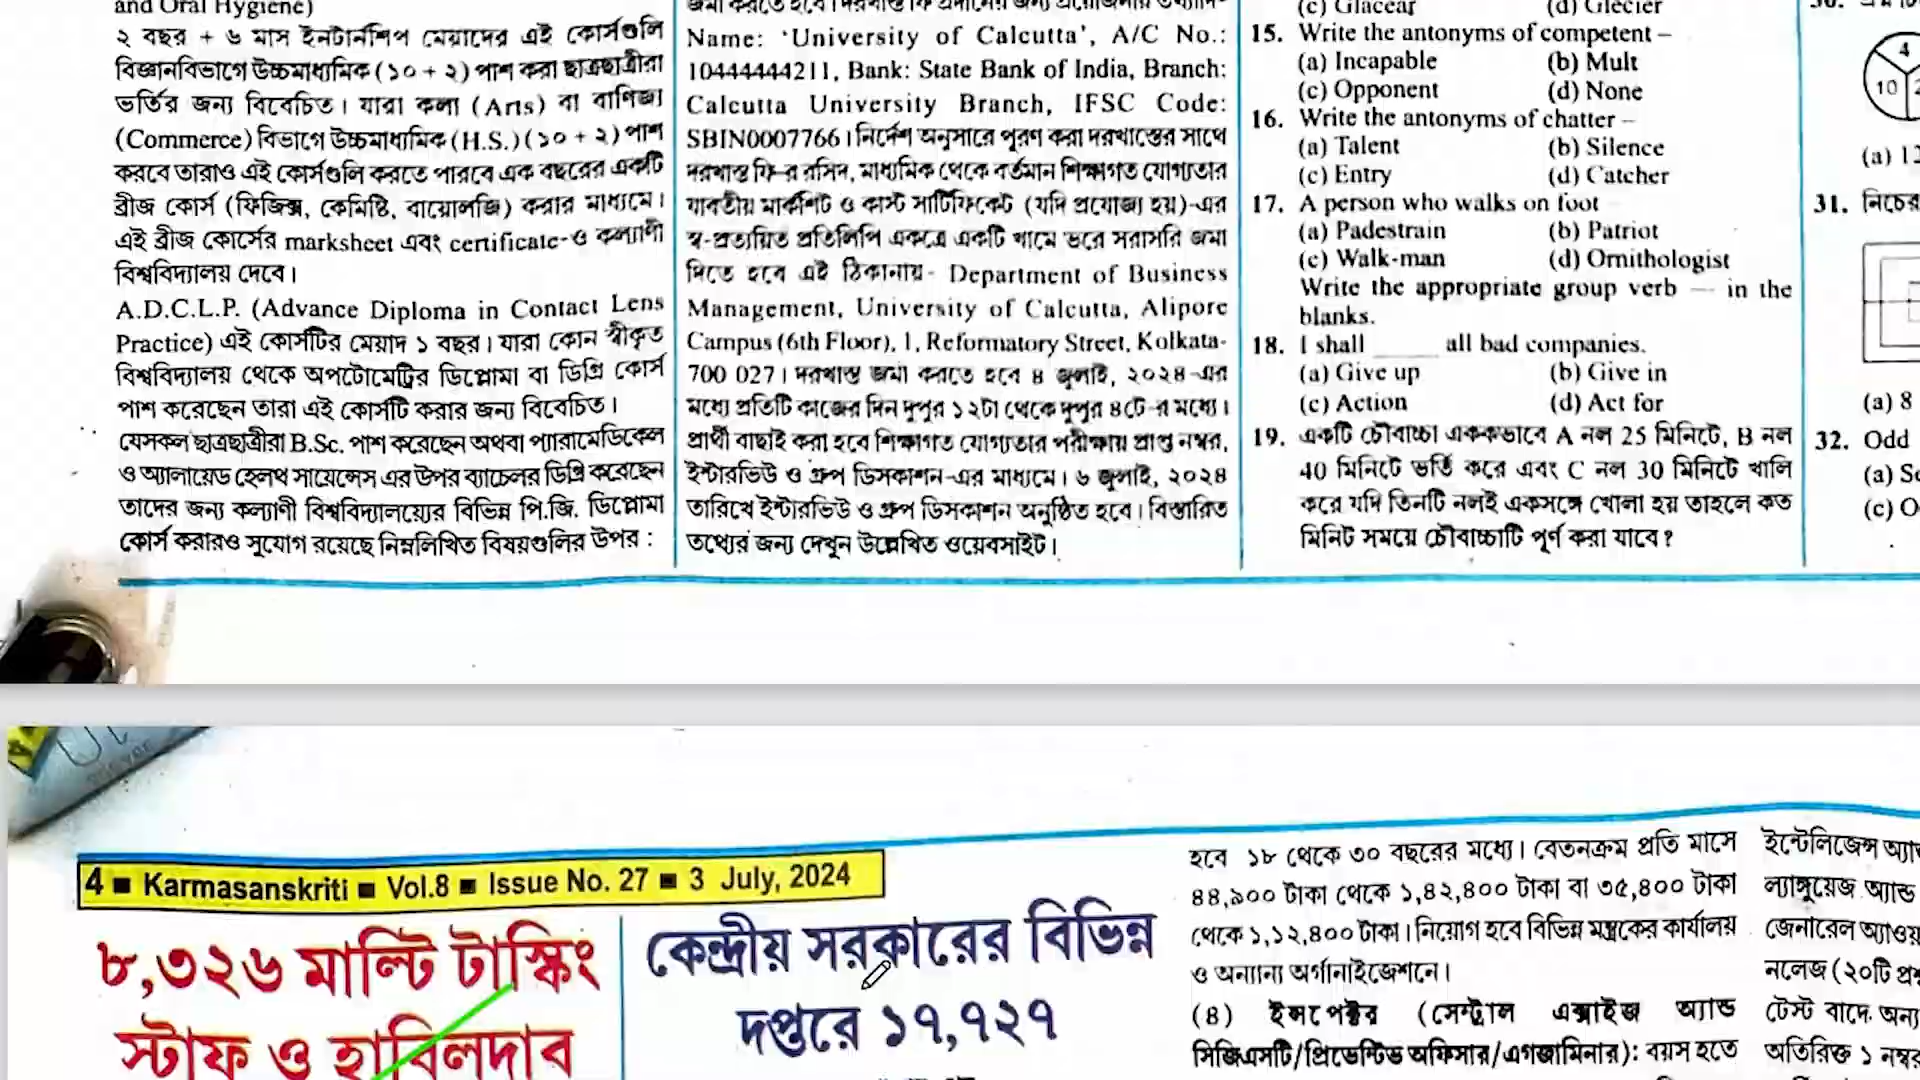 and Oral Hygiene)
২ বছর + ৬ মাস ইন্টার্নশিপ মেয়াদের এই কোর্সগুলি
বিজ্ঞানবিভাগে উচ্চমাধ্যমিক (১০ + ২) পাশ করা ছাত্রছাত্রীরা
ভর্তির জন্য বিবেচিত। যারা কলা (Arts) বা বাণিজ্য
(Commerce) বিভাগে উচ্চমাধ্যমিক (H.S.) (১০ + ২) পাশ
করবে তারাও এই কোর্সগুলি করতে পারবে এক বছরের একটি
ব্রীজ কোর্স (ফিজিক্স, কেমিষ্টি, বায়োলজি) করার মাধ্যমে।
এই ব্রীজ কোর্সের marksheet এবং certificate-ও কল্যাণী
বিশ্ববিদ্যালয় দেবে।
A.D.C.L.P. (Advance Diploma in Contact Lens
Practice) এই কোর্সটির মেয়াদ ১ বছর। যারা কোন স্বীকৃত
বিশ্ববিদ্যালয় থেকে অপটোমেট্রির ডিপ্লোমা বা ডিগ্রি কোর্স
পাশ করেছেন তারা এই কোর্সটি করার জন্য বিবেচিত।
যেসকল ছাত্রছাত্রীরা B.Sc. পাশ করেছেন অথবা প্যারামেডিকেল
ও অ্যালায়েড হেলথ সায়েন্সেস এর উপর ব্যাচেলর ডিগ্রি করেছেন
তাদের জন্য কল্যাণী বিশ্ববিদ্যালয়ের বিভিন্ন পি.জি. ডিপ্লোমা
কোর্স করারও সুযোগ রয়েছে নিম্নলিখিত বিষয়গুলির উপর :
জমা করতে হবে। দরখাস্ত ফি প্রদানের জন্য প্রয়োজনীয় তথ্যাদি-
Name: ‘University of Calcutta’, A/C No.:
10444444211, Bank: State Bank of India, Branch:
Calcutta University Branch, IFSC Code:
SBIN0007766। নির্দেশ অনুসারে পূরণ করা দরখাস্তের সাথে
দরখাস্ত ফি-র রসিদ, মাধ্যমিক থেকে বর্তমান শিক্ষাগত যোগ্যতার
যাবতীয় মার্কশিট ও কাস্ট সার্টিফিকেট (যদি প্রযোজ্য হয়)-এর
স্ব-প্রত্যয়িত প্রতিলিপি একত্রে একটি খামে ভরে সরাসরি জমা
দিতে হবে এই ঠিকানায়- Department of Business
Management, University of Calcutta, Alipore
Campus (6th Floor), 1, Reformatory Street, Kolkata-
700 027। দরখাস্ত জমা করতে হবে ৪ জুলাই, ২০২৪-এর
মধ্যে প্রতিটি কাজের দিন দুপুর ১২টা থেকে দুপুর ৪টে-র মধ্যে।
প্রার্থী বাছাই করা হবে শিক্ষাগত যোগ্যতার পরীক্ষায় প্রাপ্ত নম্বর,
ইন্টারভিউ ও গ্রুপ ডিসকাশন-এর মাধ্যমে। ৬ জুলাই, ২০২৪
তারিখে ইন্টারভিউ ও গ্রুপ ডিসকাশন অনুষ্ঠিত হবে। বিস্তারিত
তথ্যের জন্য দেখুন উল্লেখিত ওয়েবসাইট।
(c) Glacear (d) Glecier
15. Write the antonyms of competent –
(a) Incapable (b) Mult
(c) Opponent (d) None
16. Write the antonyms of chatter –
(a) Talent (b) Silence
(c) Entry (d) Catcher
17. A person who walks on foot
(a) Padestrain (b) Patriot
(c) Walk-man (d) Ornithologist
Write the appropriate group verb — in the
blanks.
18. I shall ______ all bad companies.
(a) Give up (b) Give in
(c) Action (d) Act for
19. একটি চৌবাচ্চা এককভাবে A নল 25 মিনিটে, B নল
40 মিনিটে ভর্তি করে এবং C নল 30 মিনিটে খালি
করে যদি তিনটি নলই একসঙ্গে খোলা হয় তাহলে কত
মিনিট সময়ে চৌবাচ্চাটি পূর্ণ করা যাবে?
4
10
(a) 12
31. নিচের
(a) 8
32. Odd
(a) Sc
(c) O
4 ■ Karmasanskriti ■ Vol.8 ■ Issue No. 27 ■ 3 July, 2024
৮,৩২৬ মাল্টি টাস্কিং
স্টাফ ও হাবিলদার
কেন্দ্রীয় সরকারের বিভিন্ন
দপ্তরে ১৭,৭২৭
হবে ১৮ থেকে ৩০ বছরের মধ্যে। বেতনক্রম প্রতি মাসে
৪৪,৯০০ টাকা থেকে ১,৪২,৪০০ টাকা বা ৩৫,৪০০ টাকা
থেকে ১,১২,৪০০ টাকা। নিয়োগ হবে বিভিন্ন মন্ত্রকের কার্যালয়
ও অন্যান্য অর্গানাইজেশনে।
(৪) ইন্সপেক্টর (সেন্ট্রাল এক্সাইজ অ্যান্ড
সিজিএসটি/প্রিভেন্টিভ অফিসার/এগজামিনার): বয়স হতে
ইন্টেলিজেন্স অ্যা
ল্যাঙ্গুয়েজ অ্যান্ড
জেনারেল অ্যাওয়
নলেজ (২০টি প্রশ্ন
টেস্ট বাদে অন্য
অতিরিক্ত ১ নম্বর